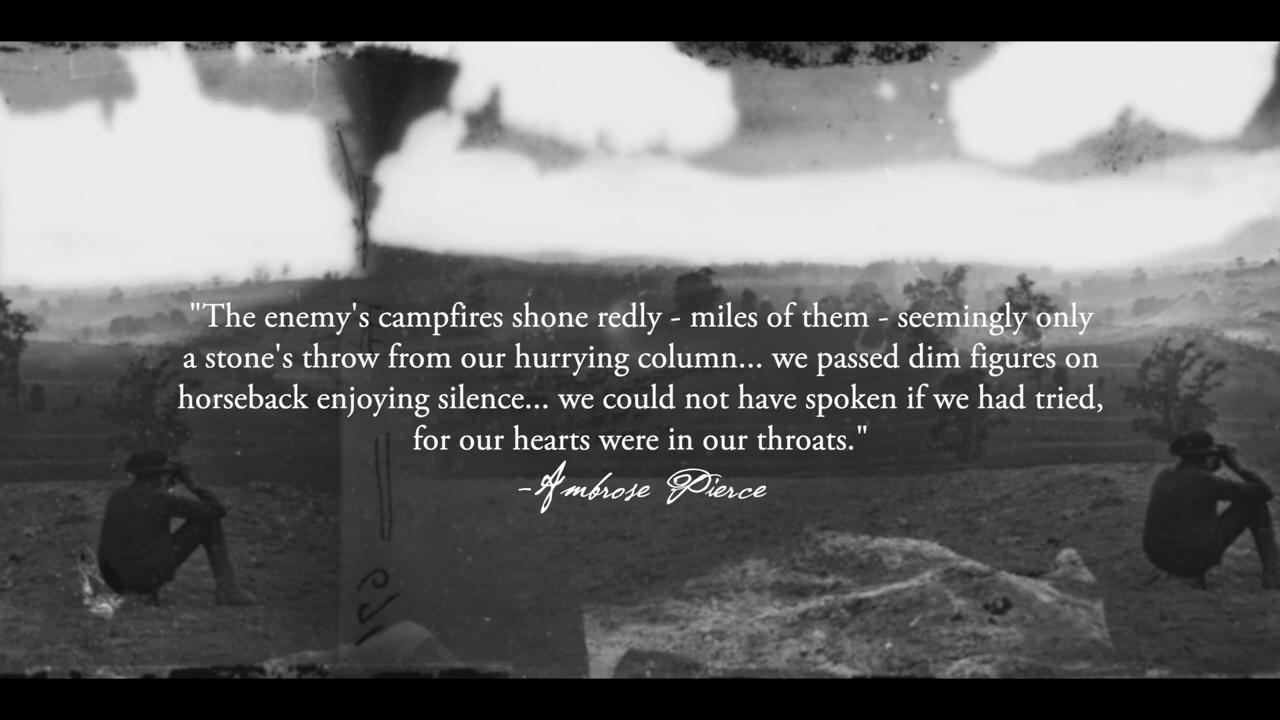 "The enemy's campfires shone redly - miles of them - seemingly only
a stone's throw from our hurrying column... we passed dim figures on
horseback enjoying silence... we could not have spoken if we had tried,
for our hearts were in our throats."
-Ambrose Pierce